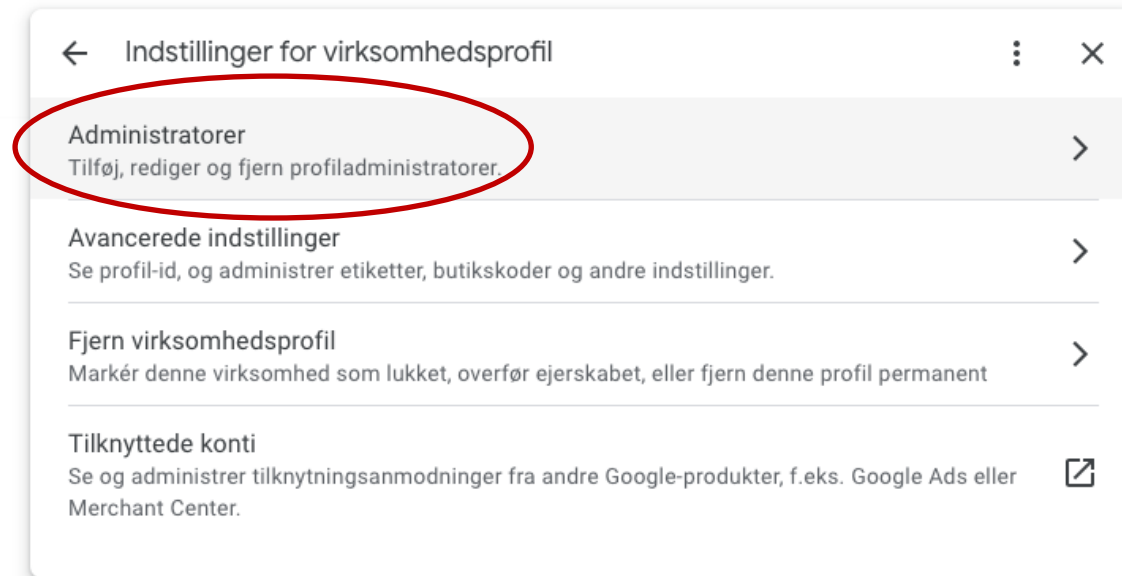 Indstillinger for virksomhedsprofil
Administratorer
Tilføj, rediger og fjern profiladministratorer.
Avancerede indstillinger
Se profil-id, og administrer etiketter, butikskoder og andre indstillinger.
Fjern virksomhedsprofil
Markér denne virksomhed som lukket, overfør ejerskabet, eller fjern denne profil permanent
Tilknyttede konti
Se og administrer tilknytningsanmodninger fra andre Google-produkter, f.eks. Google Ads eller
Merchant Center.